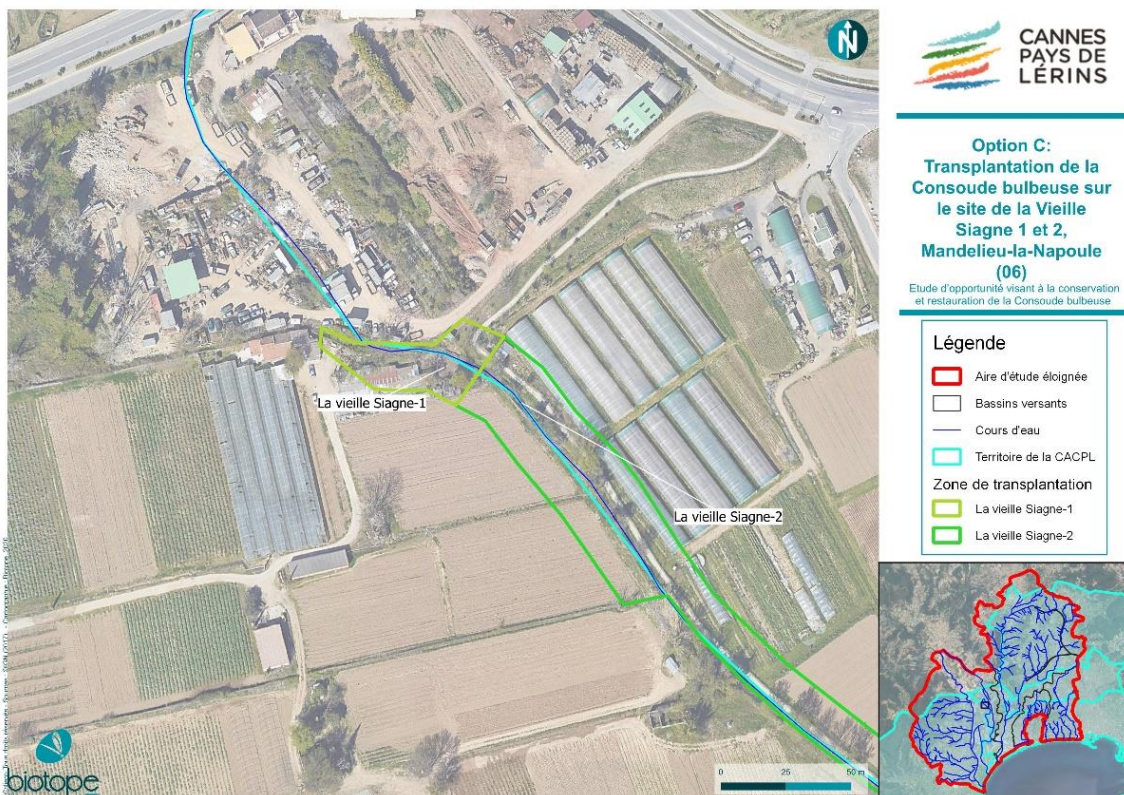 N
CANNES
PAYS DE
LÉRINS
Option C:
Transplantation de la
Consoude bulbeuse sur
le site de la Vieille
Siagne 1 et 2,
Mandelieu-la-Napoule
(06)
Etude d'opportunité visant à la conservation
et restauration de la Consoude bulbeuse
Légende
Aire d'étude éloignée
Bassins versants
Cours d'eau
Territoire de la CACPL
Zone de transplantation
La vieille Siagne-1
La vieille Siagne-2
La vieille Siagne-1
La vieille Siagne-2
biotope
0 25 50 m